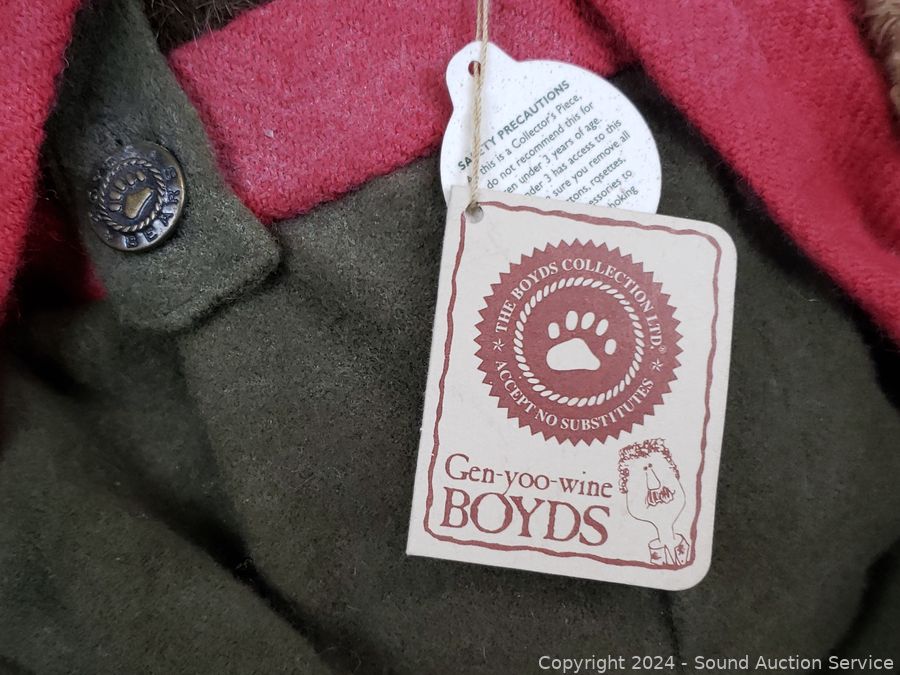 SAFETY PRECAUTIONS
this is a Collector's Piece,
do not recommend this for
under 3 years of age.
under 3 has access to this
sure you remove all
rosettes,
to
THE BOYDS COLLECTION LTD.®
ACCEPT NO SUBSTITUTES
Gen-yoo-wine
BOYDS
BEARS
Copyright © 2024 - Sound Auction Service